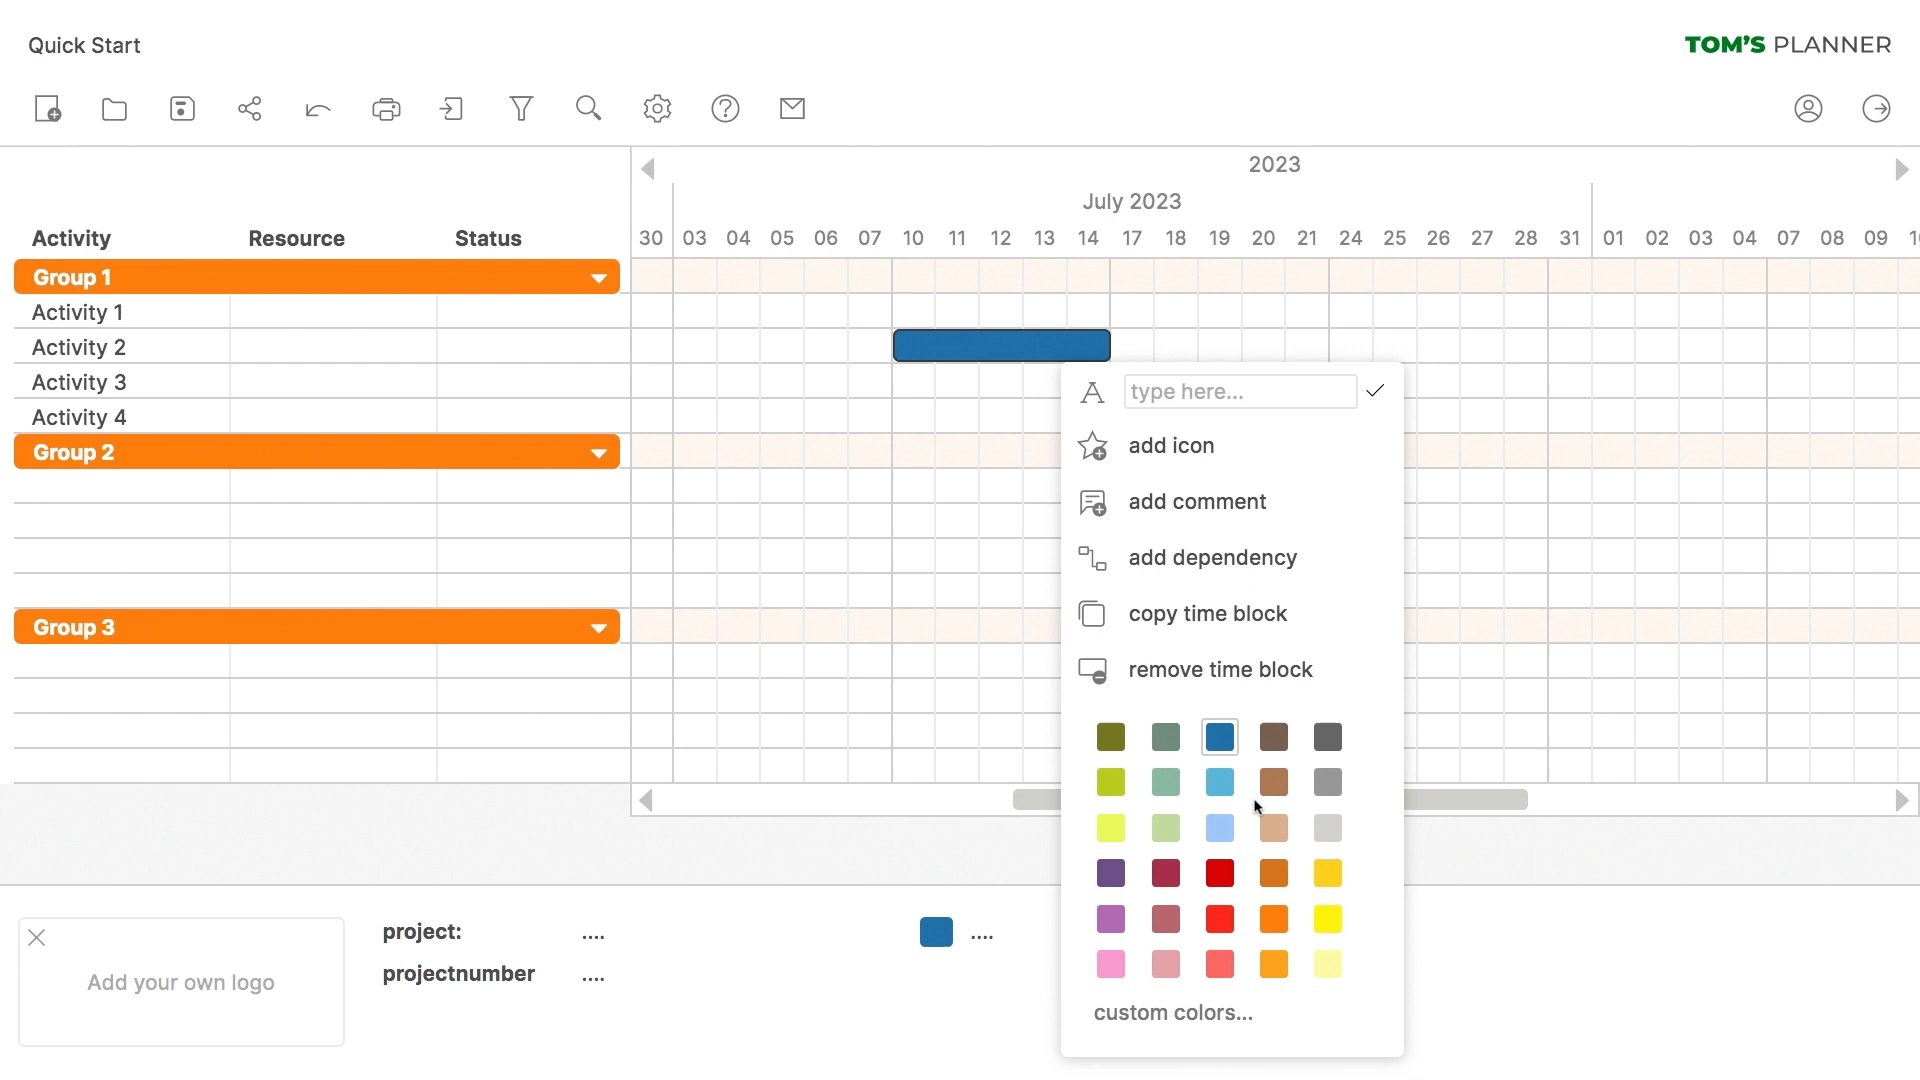 Quick Start
TOM'S PLANNER
2023
July 2023
Activity Resource Status
30 03 04 05 06 07 10 11 12 13 14 17 18 19 20 21 24 25 26 27 28 31 01 02 03 04 07 08 09
Group 1
Activity 1
Activity 2
Activity 3
Activity 4
Group 2
Group 3
type here...
add icon
add comment
add dependency
copy time block
remove time block
custom colors...
Add your own logo
project: ....
projectnumber ....
....